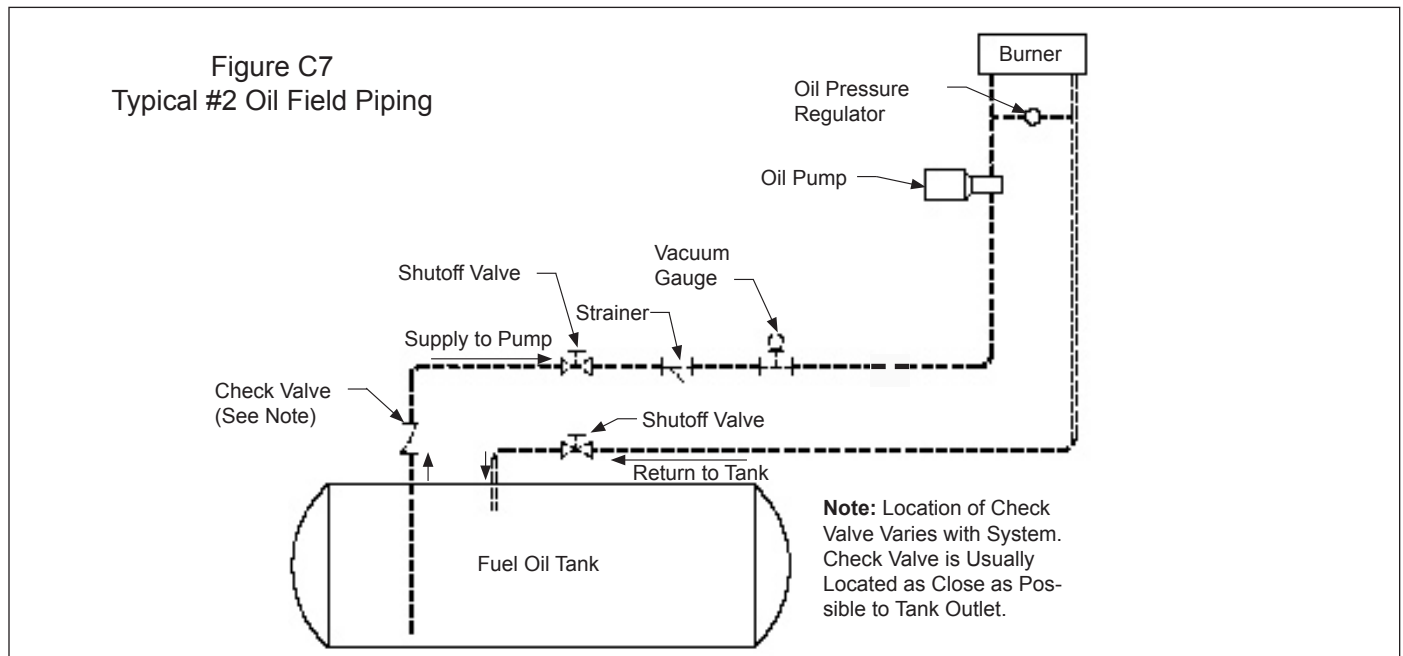 Figure C7
Typical #2 Oil Field Piping
Burner
Oil Pressure
Regulator
Oil Pump
Vacuum
Gauge
Shutoff Valve
Strainer
Supply to Pump
Check Valve
(See Note)
Shutoff Valve
Return to Tank
Fuel Oil Tank
Note: Location of Check
Valve Varies with System.
Check Valve is Usually
Located as Close as Pos-
sible to Tank Outlet.